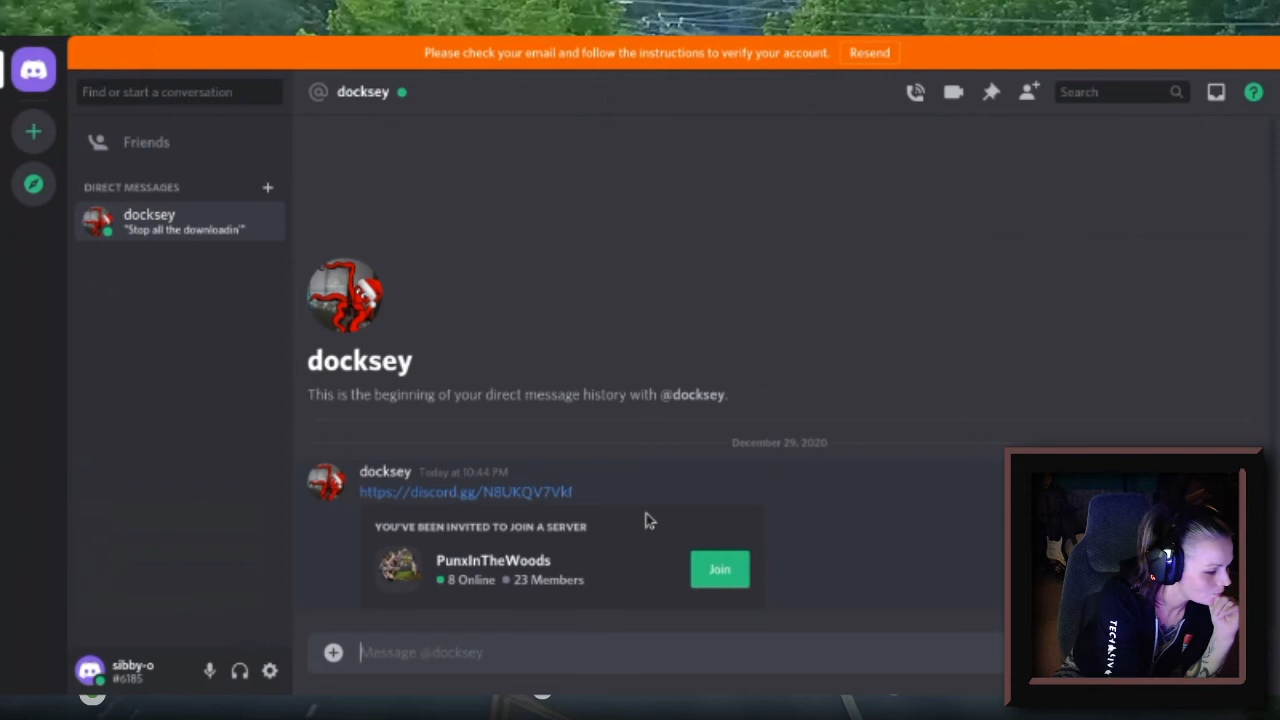 Please check your email and follow the instructions to verify your account. Resend
Find or start a conversation
@ docksey
Search
Friends
DIRECT MESSAGES +
docksey
"Stop all the downloadin'"
docksey
This is the beginning of your direct message history with @docksey.
December 29, 2020
docksey Today at 10:44 PM
https://discord.gg/N8UKQV7Vkf
YOU'VE BEEN INVITED TO JOIN A SERVER
PunxInTheWoods
8 Online 23 Members
Join
Message @docksey
sibby-o
#6185